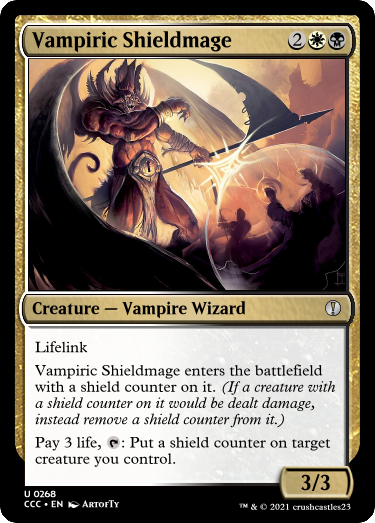 Vampiric Shieldmage 2
Creature — Vampire Wizard
Lifelink
Vampiric Shieldmage enters the battlefield
with a shield counter on it. (If a creature with
a shield counter on it would be dealt damage,
instead remove a shield counter from it.)
Pay 3 life, : Put a shield counter on target
creature you control.
3/3
U 0268
CCC • EN ArtofTy
™ & © 2021 crushcastles23